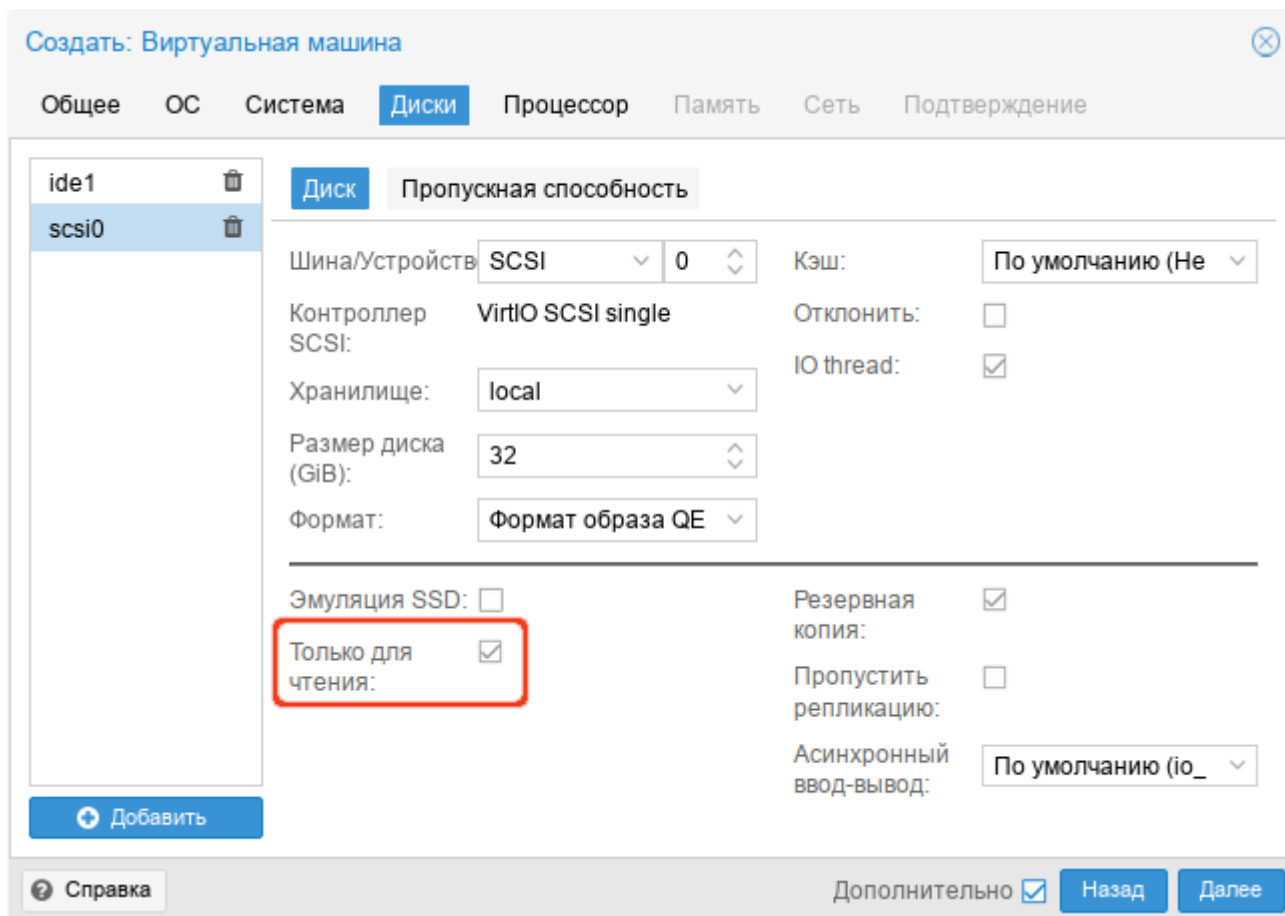 Создать: Виртуальная машина
Общее ОС Система Диски Процессор Память Сеть Подтверждение
ide1
scsi0
Диск Пропускная способность
Шина/Устройств SCSI 0
Кэш: По умолчанию (Не
Контроллер
SCSI:
VirtIO SCSI single
Отклонить:
IO thread:
Хранилище: local
Размер диска
(GiB):
32
Формат: Формат образа QE
Эмуляция SSD:
Резервная
копия:
Только для
чтения:
Пропустить
репликацию:
Асинхронный
ввод-вывод:
По умолчанию (io_
Добавить
Справка Дополнительно Назад Далее